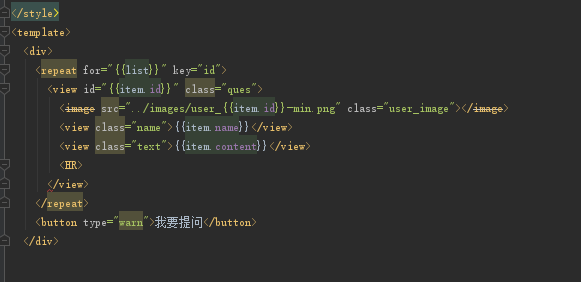 </style>
<template>
<div>
<repeat for="{{list}}" key="id">
<view id="{{item.id}}" class="ques">
<image src="../images/user_{{item.id}}-min.png" class="user_image"></image>
<view class="name">{{item.name}}</view>
<view class="text">{{item.content}}</view>
<HR>
</view>
</repeat>
<button type="warn">我要提问</button>
</div>